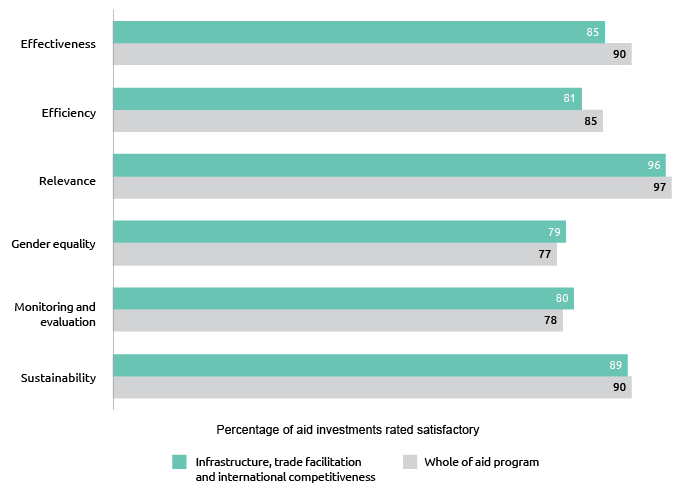 85
Effectiveness
90
81
Efficiency
85
96
Relevance
97
79
Gender equality
77
80
Monitoring and
evaluation
78
89
Sustainability
90
Percentage of aid investments rated satisfactory
Infrastructure, trade facilitation
and international competitiveness
Whole of aid program